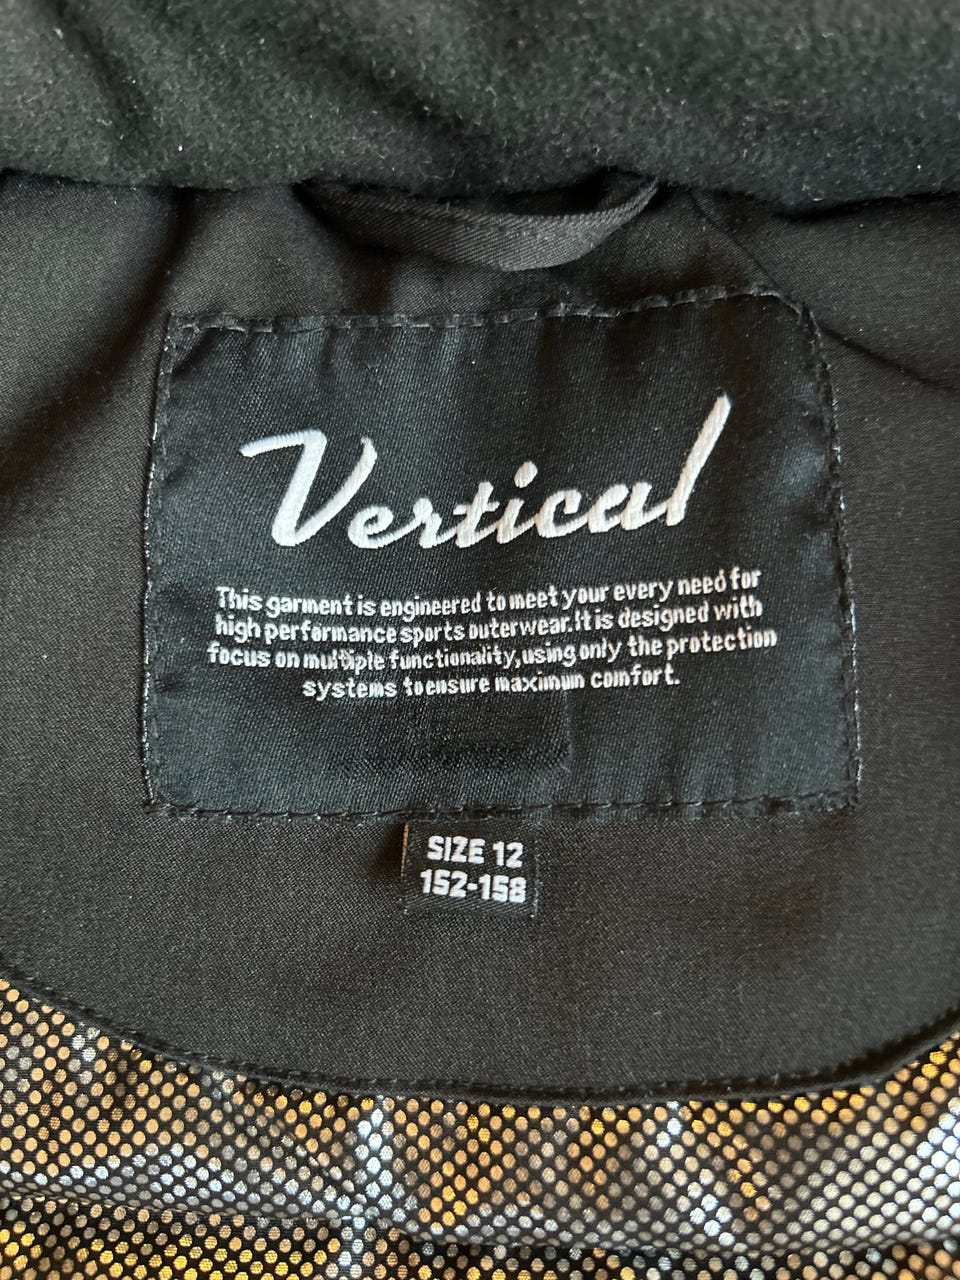 Vertical
This garment is engineered to meet your every need for
high performance sports outerwear.It is designed with
focus on multiple functionality,using only the protection
systems to ensure maximum comfort.
SIZE 12
152-158